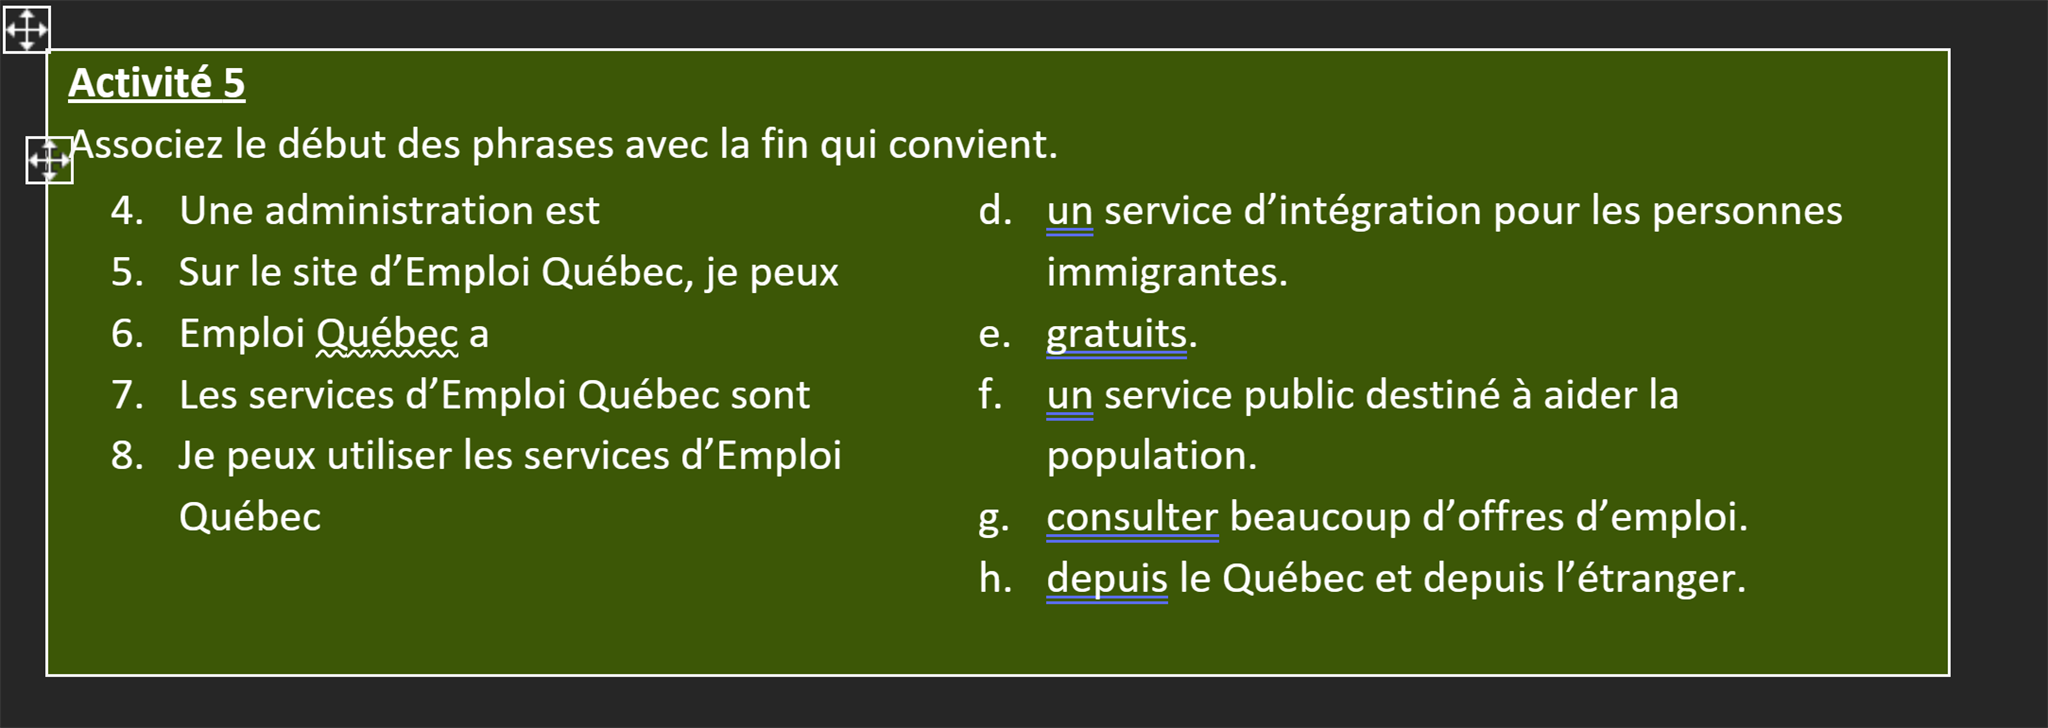 Activité 5
Associez le début des phrases avec la fin qui convient.
4. Une administration est
5. Sur le site d’Emploi Québec, je peux
6. Emploi Québec a
7. Les services d’Emploi Québec sont
8. Je peux utiliser les services d’Emploi
Québec
d. un service d’intégration pour les personnes
immigrantes.
e. gratuits.
f. un service public destiné à aider la
population.
g. consulter beaucoup d’offres d’emploi.
h. depuis le Québec et depuis l’étranger.